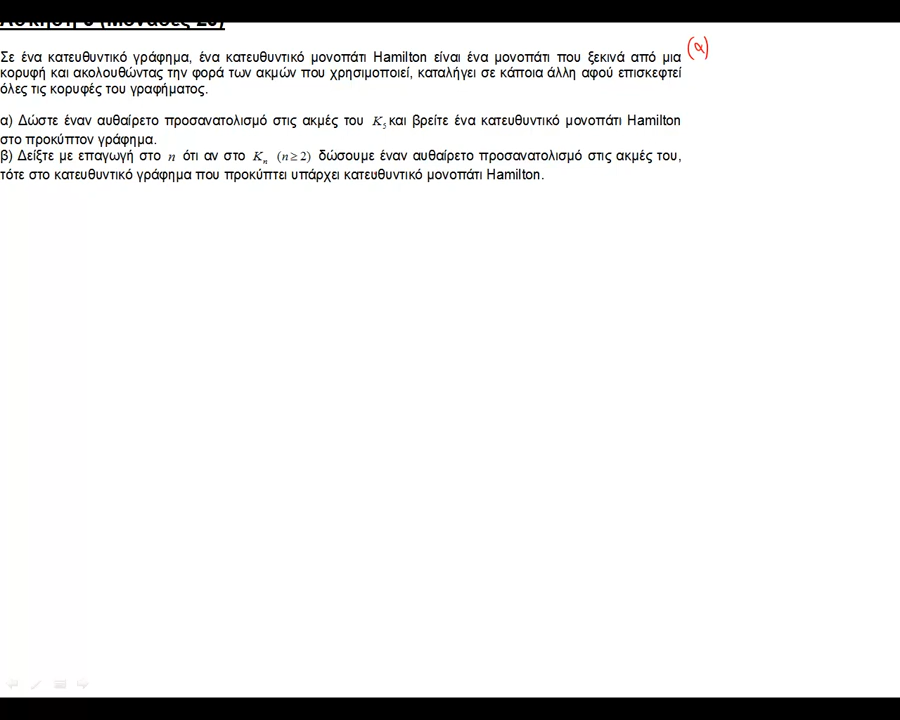 (α)
Σε ένα κατευθυντικό γράφημα, ένα κατευθυντικό μονοπάτι Hamilton είναι ένα μονοπάτι που ξεκινά από μια
κορυφή και ακολουθώντας την φορά των ακμών που χρησιμοποιεί, καταλήγει σε κάποια άλλη αφού επισκεφτεί
όλες τις κορυφές του γραφήματος.
α) Δώστε έναν αυθαίρετο προσανατολισμό στις ακμές του K₅ και βρείτε ένα κατευθυντικό μονοπάτι Hamilton
στο προκύπτον γράφημα.
β) Δείξτε με επαγωγή στο n ότι αν στο Kₙ (n ≥ 2) δώσουμε έναν αυθαίρετο προσανατολισμό στις ακμές του,
τότε στο κατευθυντικό γράφημα που προκύπτει υπάρχει κατευθυντικό μονοπάτι Hamilton.